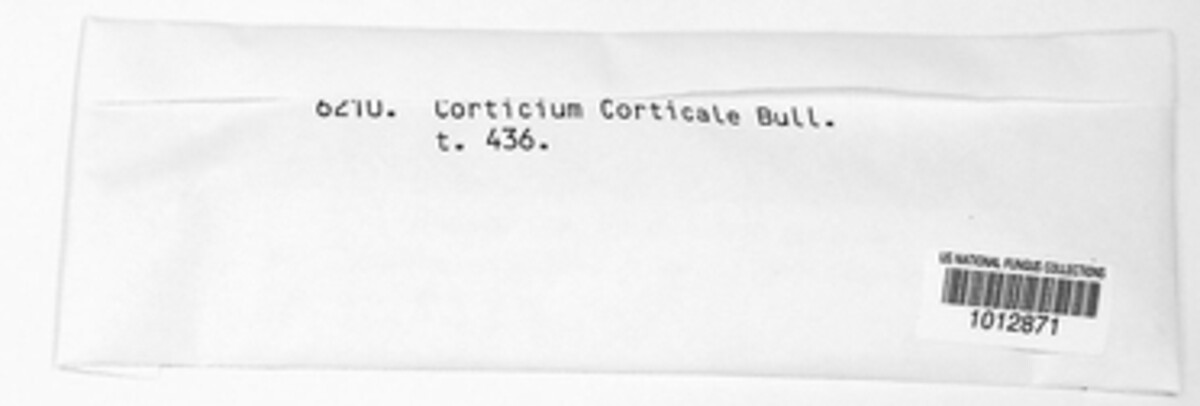 6210. Corticium Corticale Bull.
t. 436.
US NATIONAL FUNGUS COLLECTIONS
1012871